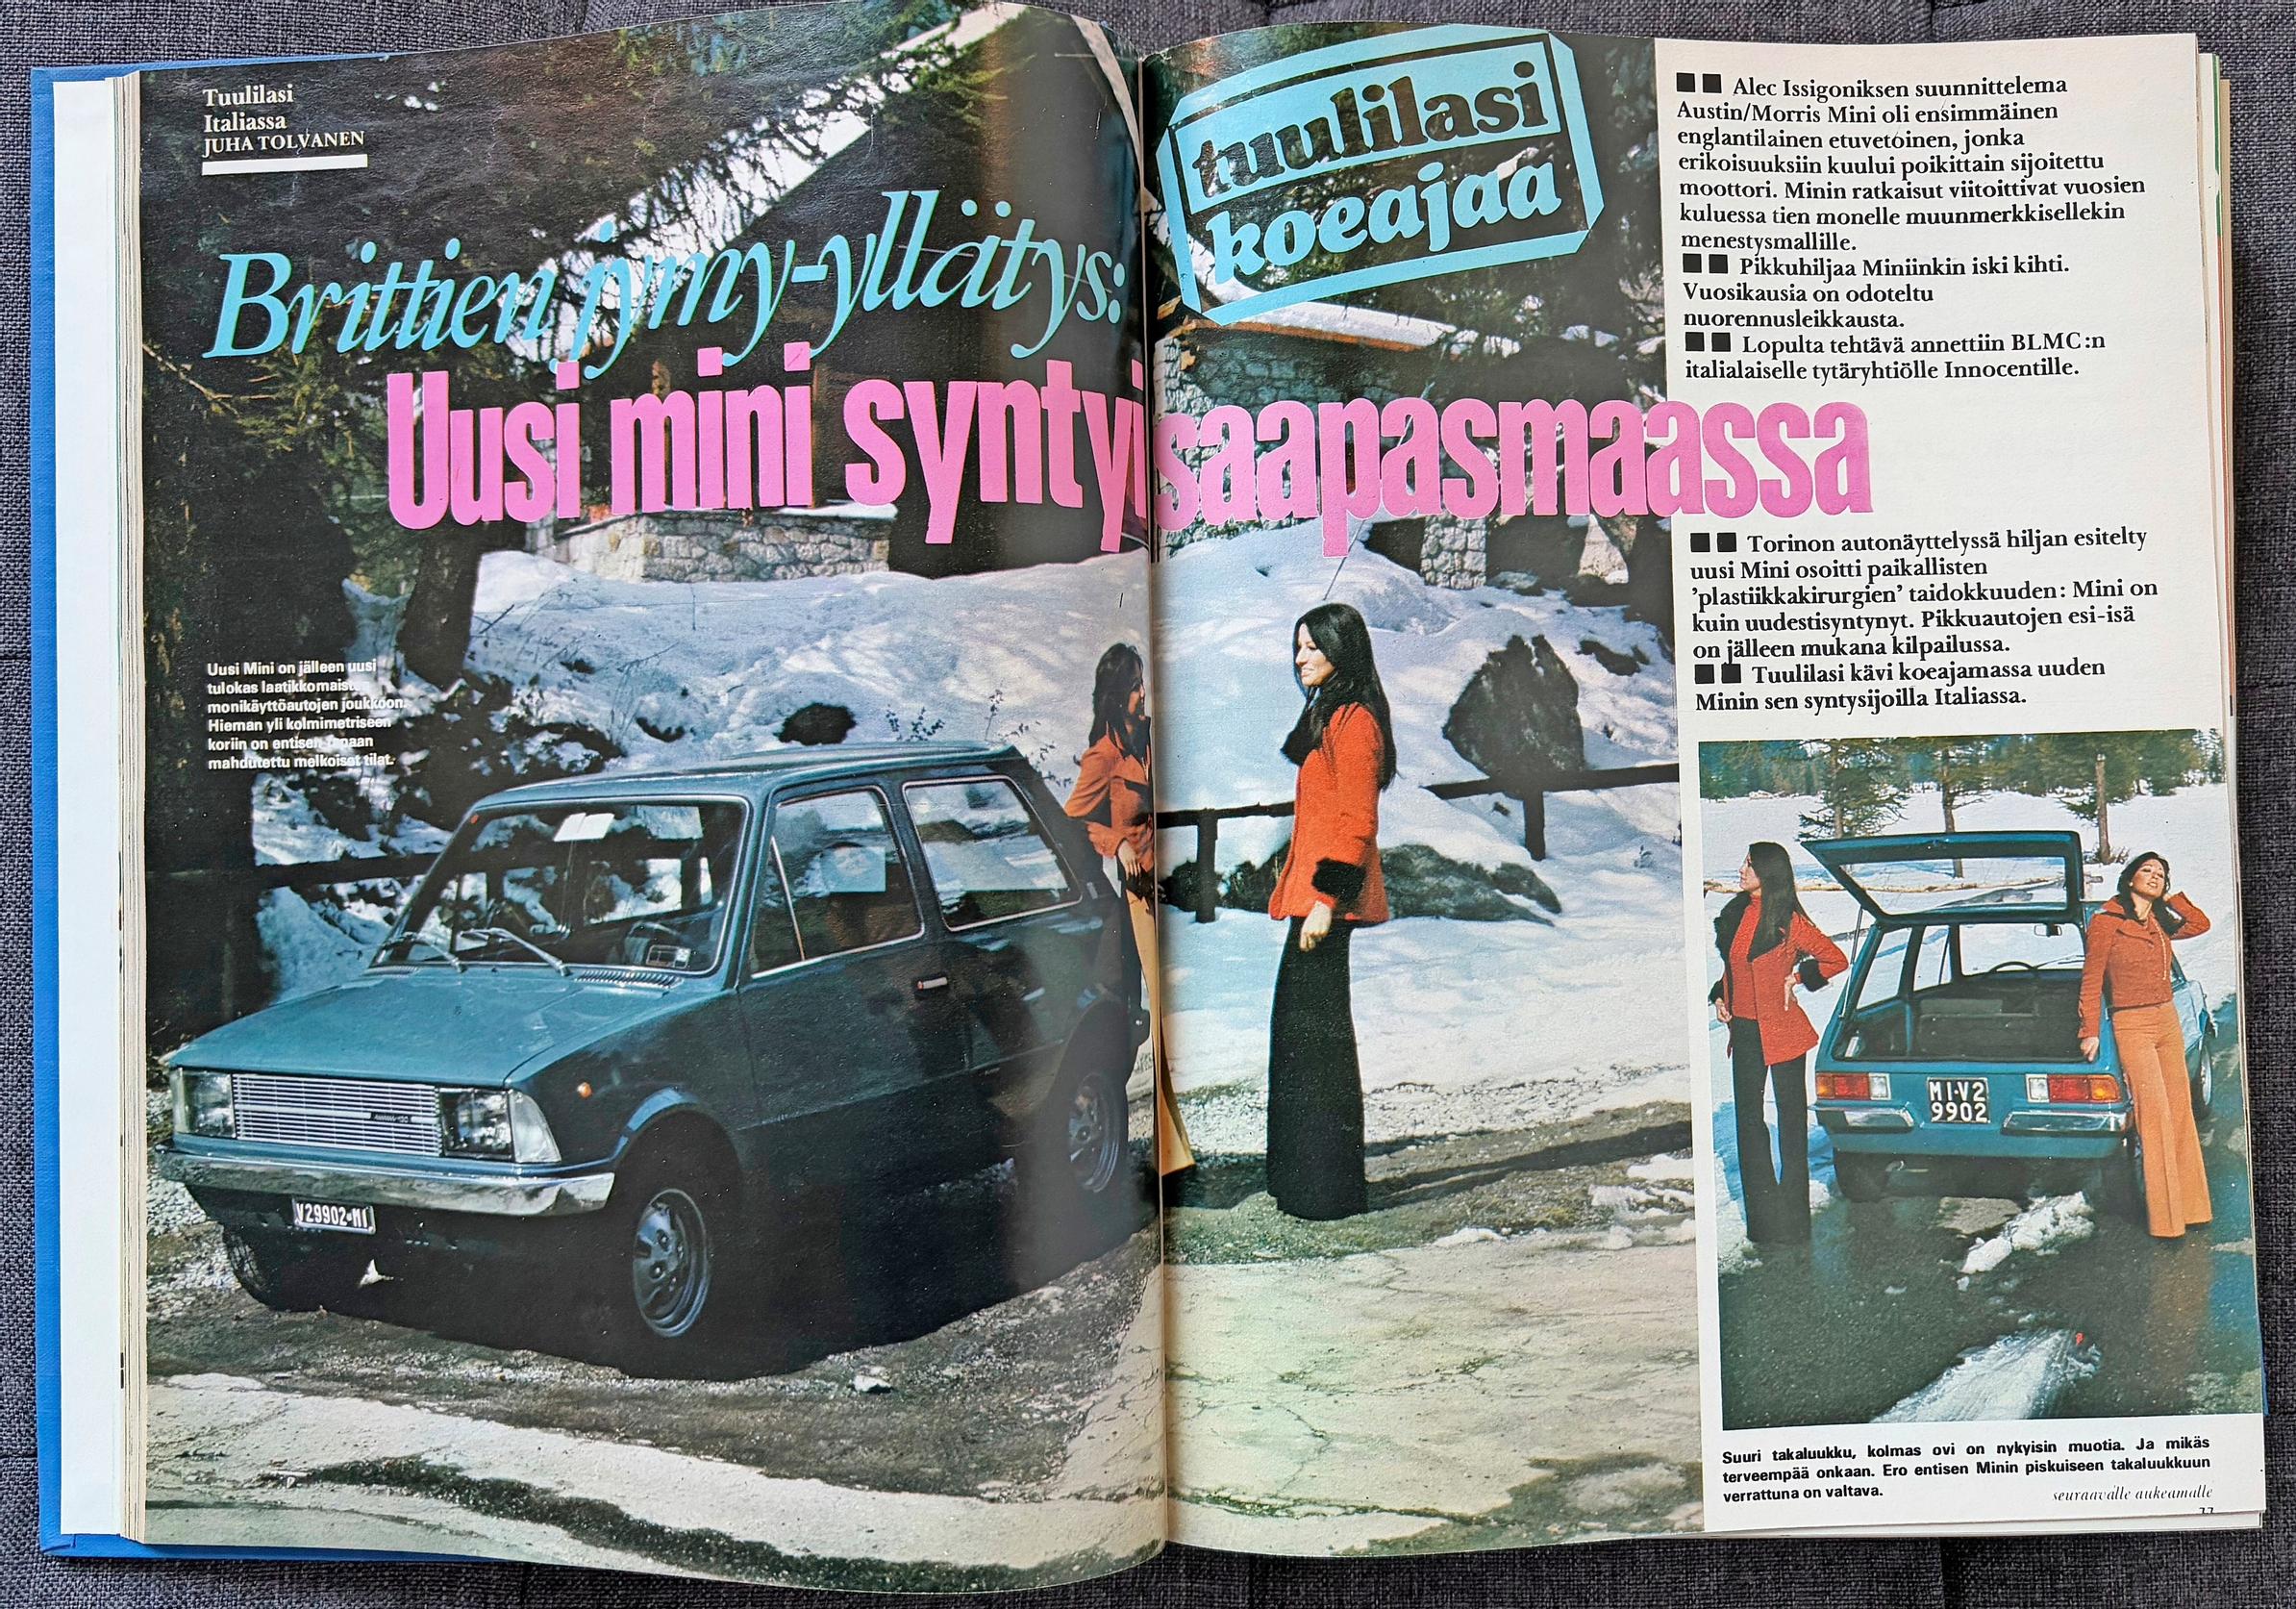 Tuulilasi
Italiassa
JUHA TOLVANEN
Brittien jymy-yllätys:
Uusi mini syntyi saapasmaassa
tuulilasi
koeajaa
Uusi Mini on jälleen uusi
tulokas laatikkomaisten
monikäyttöautojen joukkoon.
Hieman yli kolmimetriseen
koriin on entiseen tapaan
mahdutettu melkoiset tilat.
V29902-MI
■■ Alec Issigoniksen suunnittelema
Austin/Morris Mini oli ensimmäinen
englantilainen etuvetoinen, jonka
erikoisuuksiin kuului poikittain sijoitettu
moottori. Minin ratkaisut viitoittivat vuosien
kuluessa tien monelle muunmerkkisellekin
menestysmallille.
■■ Pikkuhiljaa Miniinkin iski kihti.
Vuosikausia on odoteltu
nuorennusleikkausta.
■■ Lopulta tehtävä annettiin BLMC:n
italialaiselle tytäryhtiölle Innocentille.
■■ Torinon autonäyttelyssä hiljan esitelty
uusi Mini osoitti paikallisten
'plastiikkakirurgien' taidokkuuden: Mini on
kuin uudestisyntynyt. Pikkuautojen esi-isä
on jälleen mukana kilpailussa.
■■ Tuulilasi kävi koeajamassa uuden
Minin sen syntysijoilla Italiassa.
MI·V2
9902
Suuri takaluukku, kolmas ovi on nykyisin muotia. Ja mikäs
terveempää onkaan. Ero entisen Minin piskuiseen takaluukkuun
verrattuna on valtava.
seuraavalle aukeamalle